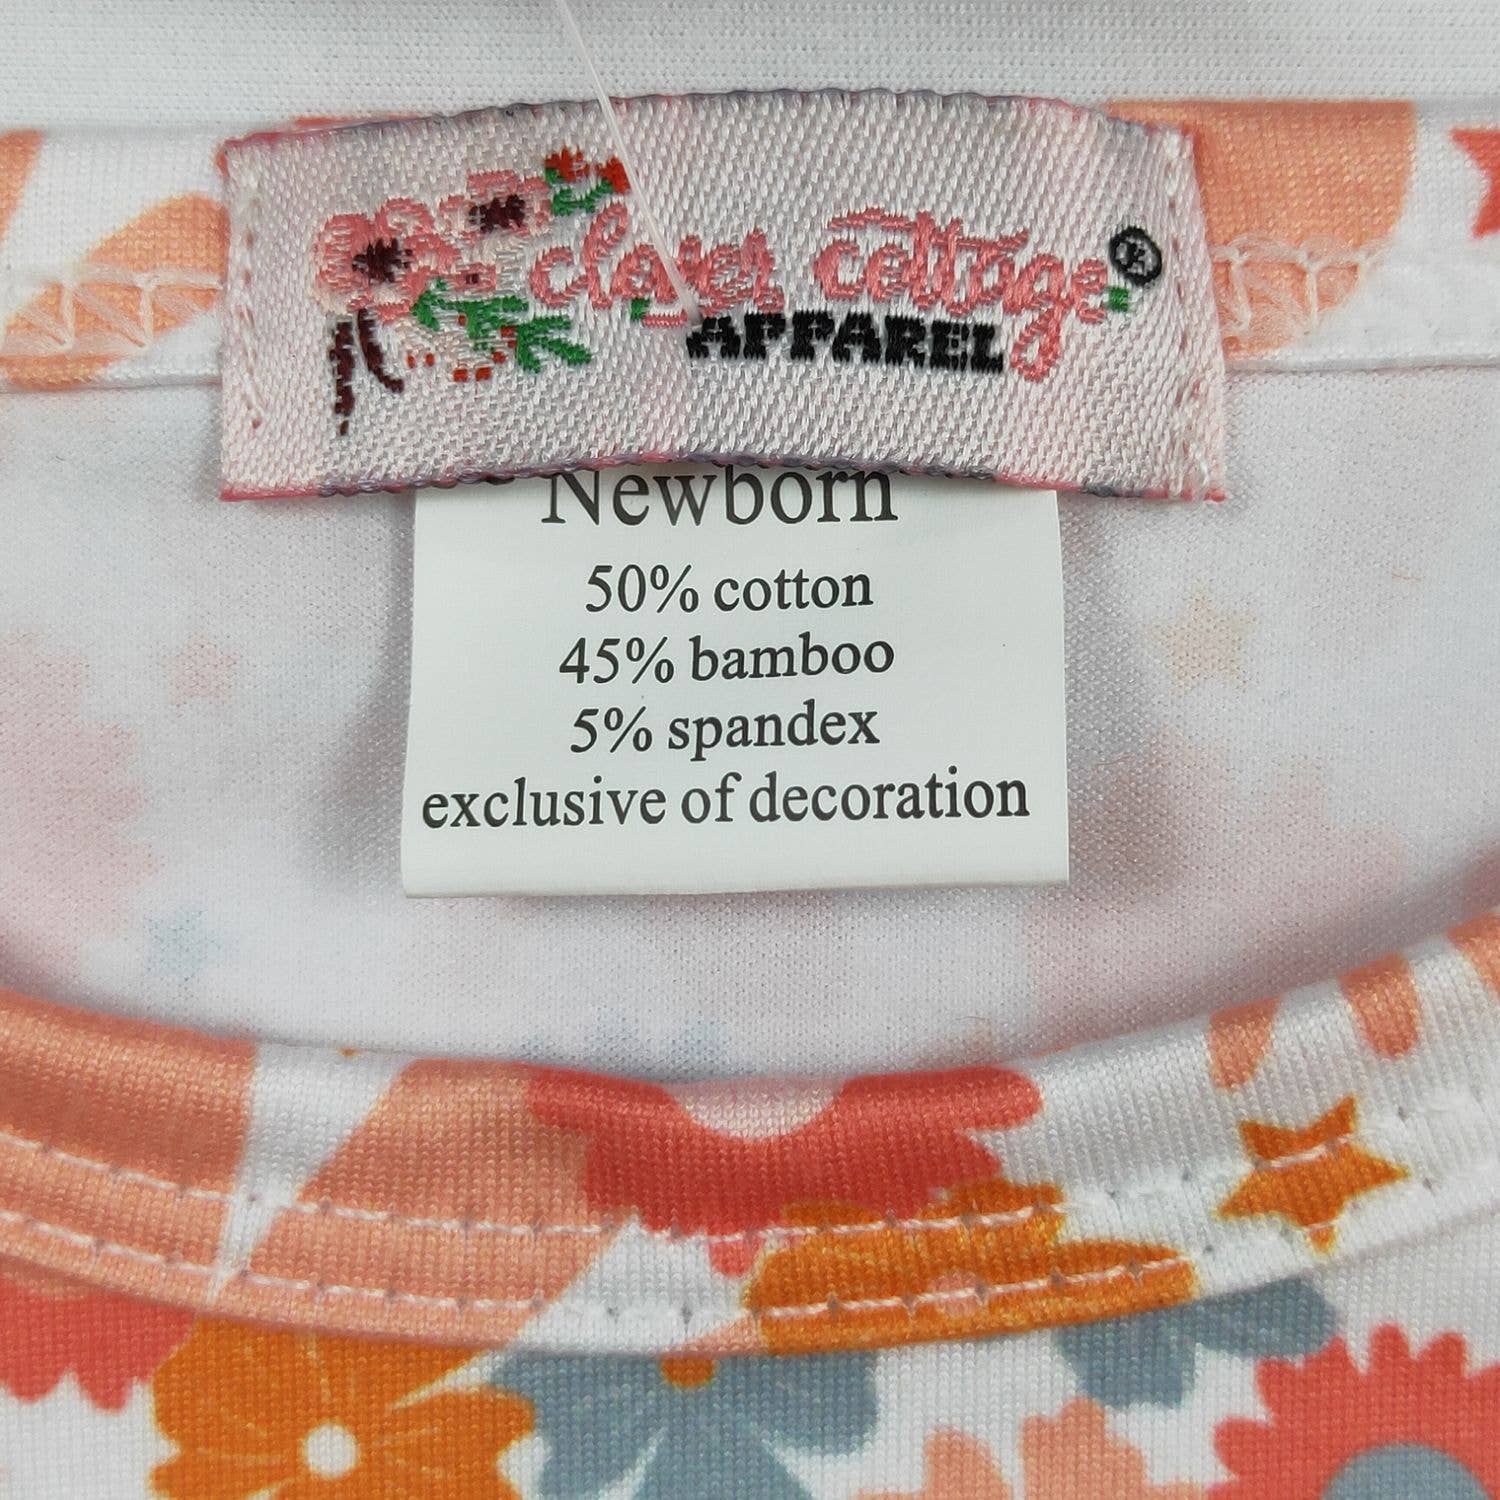 clover cottage®
APPAREL
Newborn
50% cotton
45% bamboo
5% spandex
exclusive of decoration